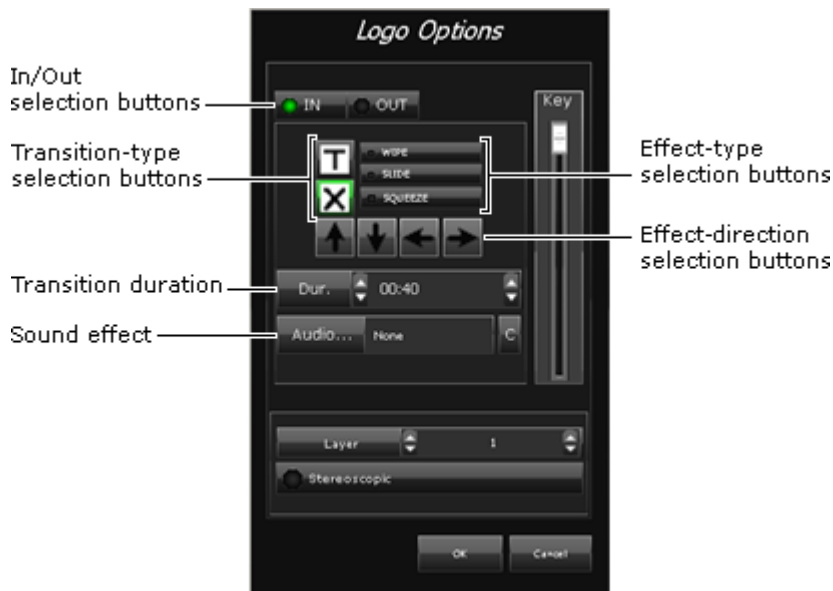 Logo Options
In/Out
selection buttons
IN
OUT
Key
Transition-type
selection buttons
T
WIPE
SLIDE
X
SQUEEZE
Effect-type
selection buttons
Effect-direction
selection buttons
Transition duration
Dur.
00:40
Sound effect
Audio...
None
C
Layer
1
Stereoscopic
OK
Cancel